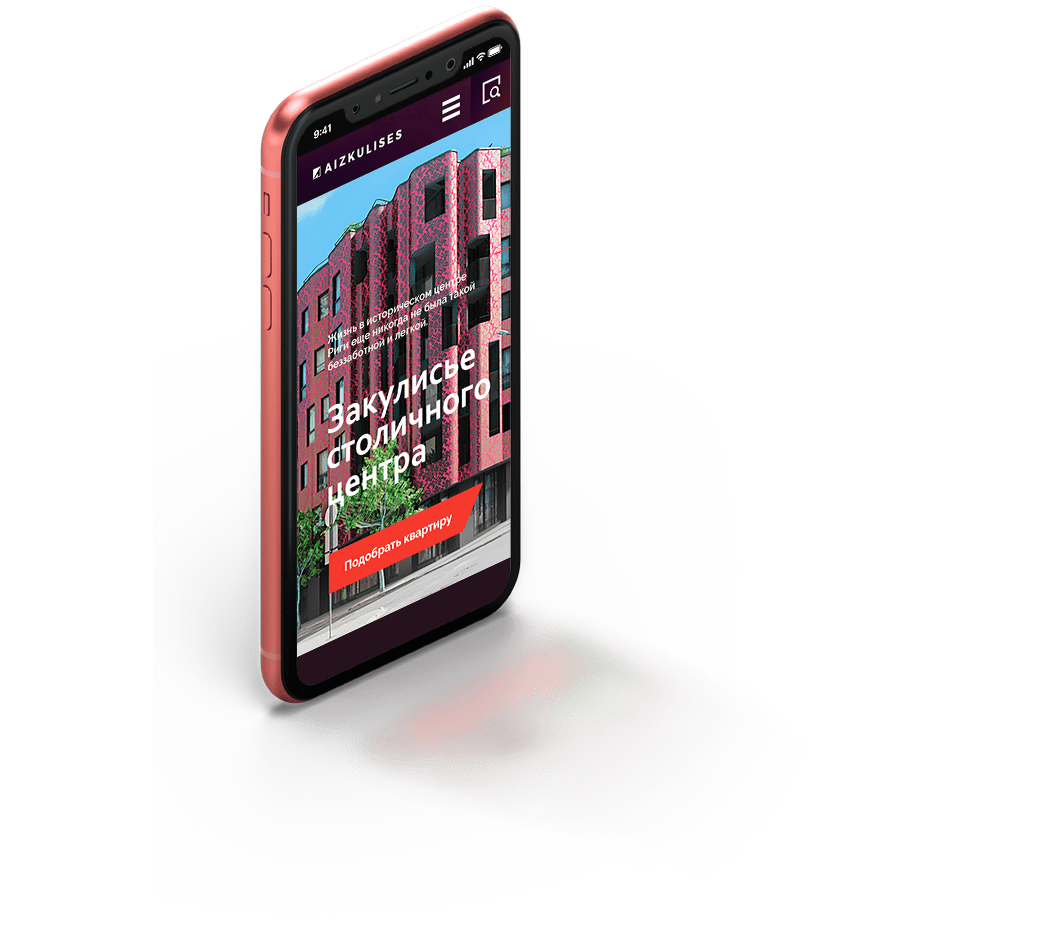 9:41
AIZKULISES
Жизнь в историческом центре
Риги еще никогда не была такой
беззаботной и легкой.
Закулисье
столичного
центра
Подобрать квартиру